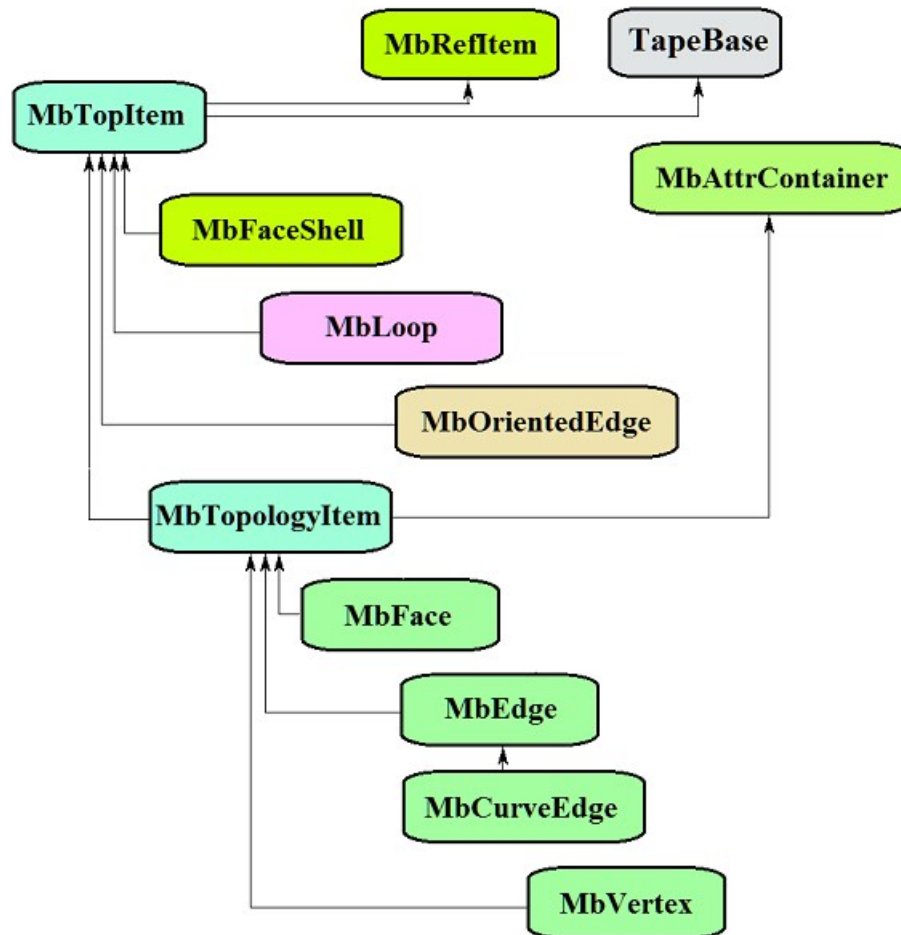 MbRefItem
TapeBase
MbTopItem
MbAttrContainer
MbFaceShell
MbLoop
MbOrientedEdge
MbTopologyItem
MbFace
MbEdge
MbCurveEdge
MbVertex